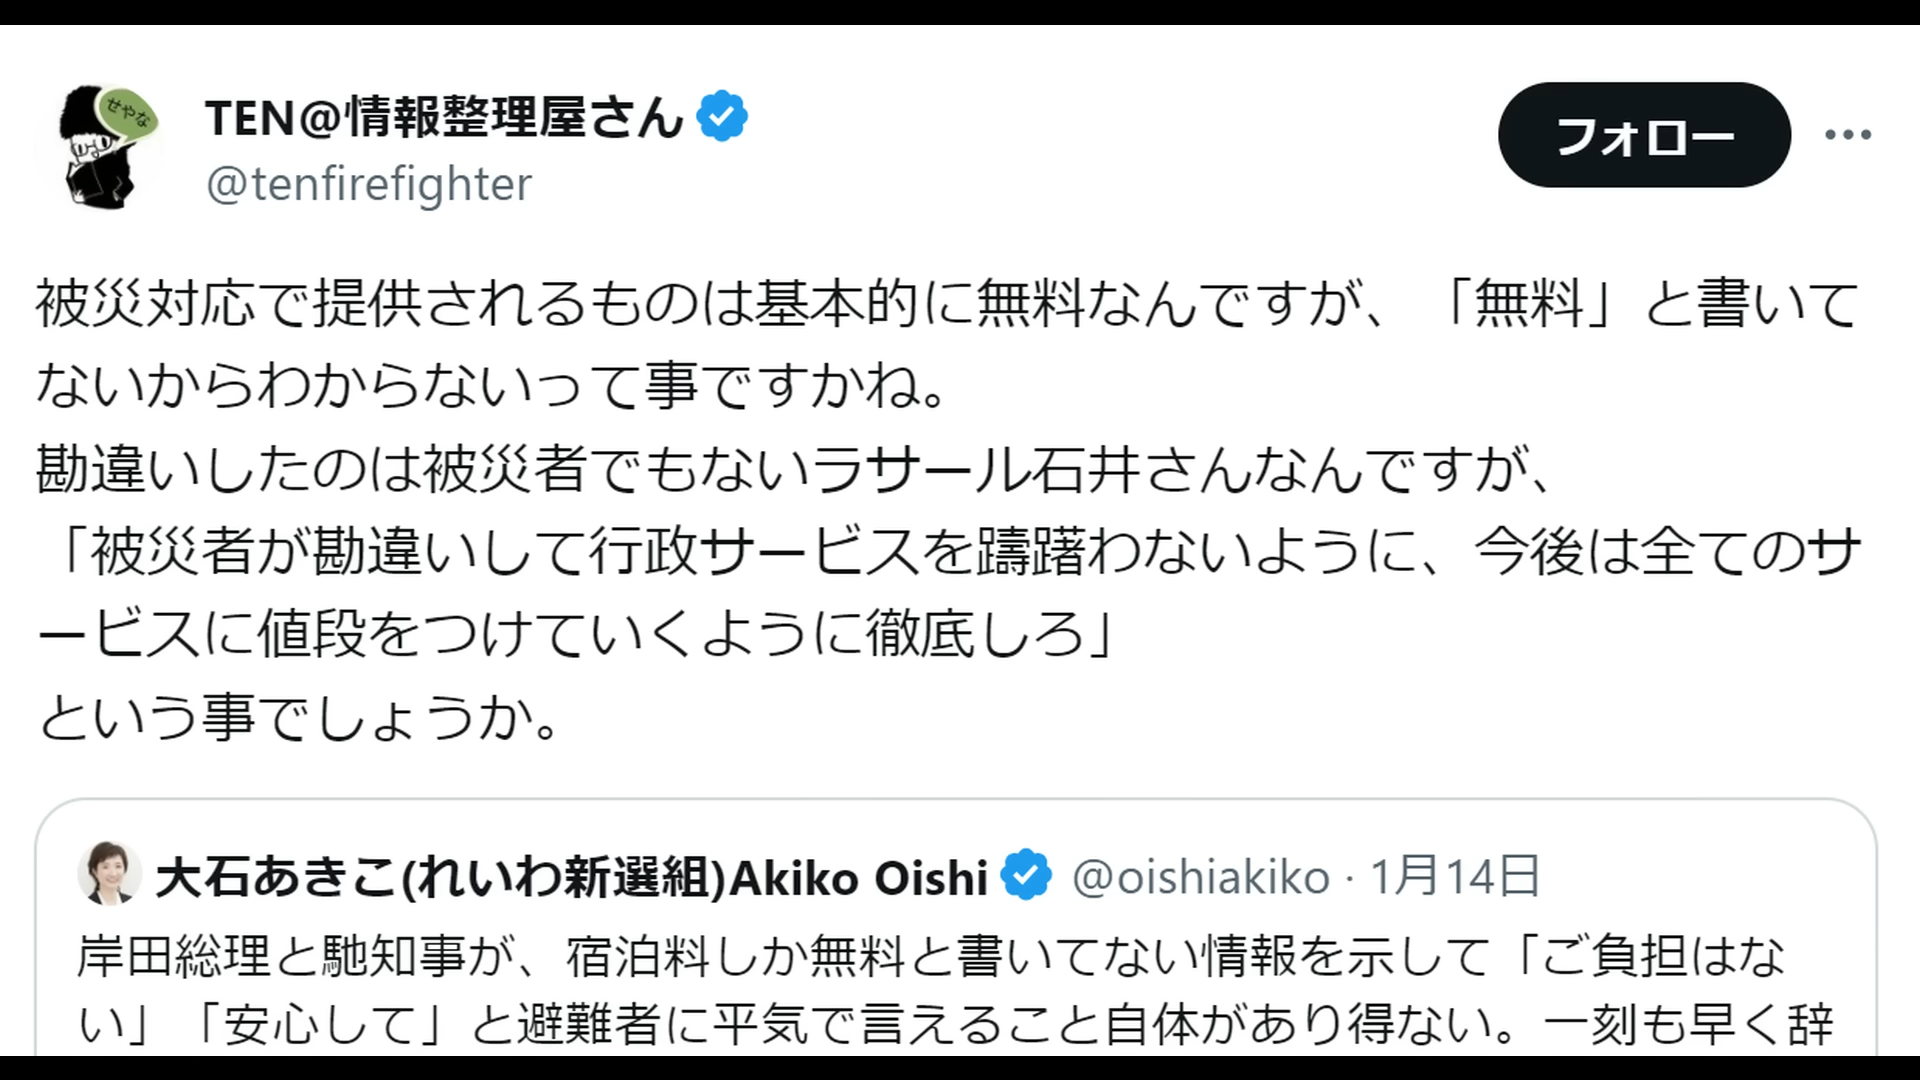 せやな
TEN@情報整理屋さん
@tenfirefighter
フォロー
被災対応で提供されるものは基本的に無料なんですが、「無料」と書いて
ないからわからないって事ですかね。
勘違いしたのは被災者でもないラサール石井さんなんですが、
「被災者が勘違いして行政サービスを躊躇わないように、今後は全てのサ
ービスに値段をつけていくように徹底しろ」
という事でしょうか。
大石あきこ(れいわ新選組)Akiko Oishi @oishiakiko · 1月14日
岸田総理と馳知事が、宿泊料しか無料と書いてない情報を示して「ご負担はな
い」「安心して」と避難者に平気で言えること自体があり得ない。一刻も早く辞